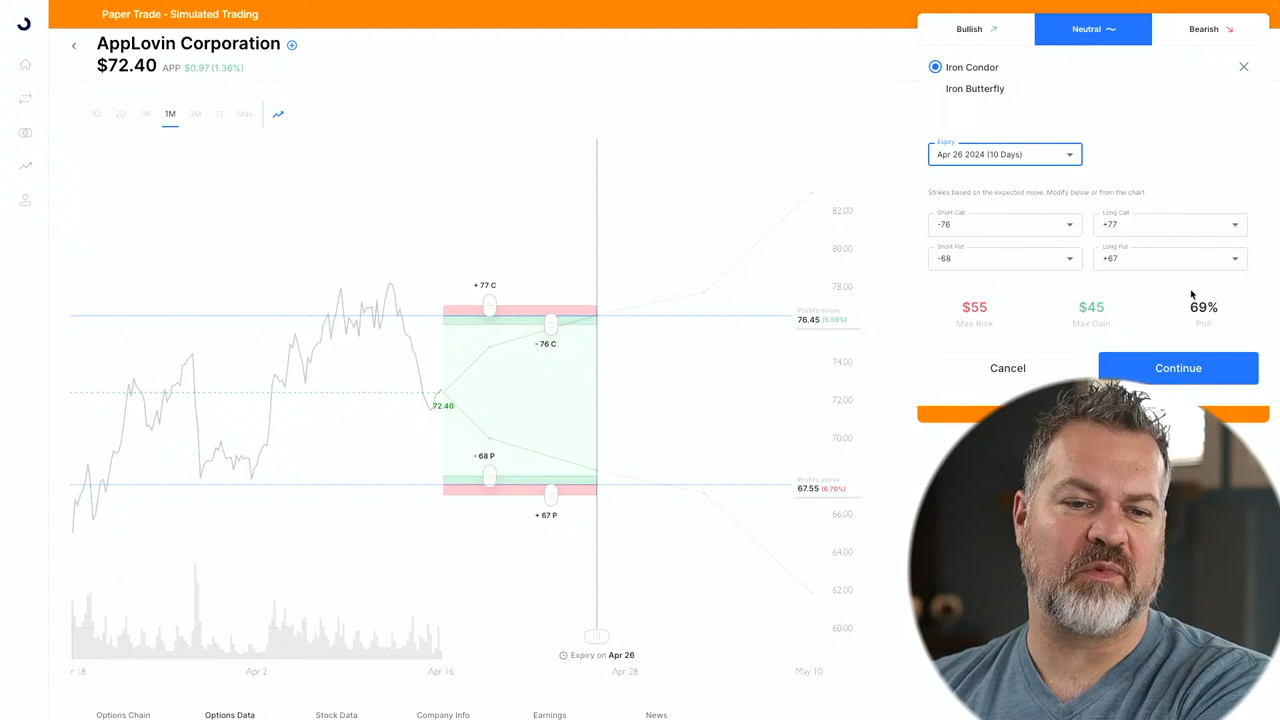 Paper Trade - Simulated Trading
AppLovin Corporation
$72.40 APP $0.97 (1.36%)
1D 2D 1W 1M 3M 1Y Max
82.00
80.00
78.00
74.00
72.00
70.00
66.00
64.00
62.00
60.00
Profits below
76.45 (5.59%)
Profits above
67.55 (6.70%)
+ 77 C
- 76 C
72.40
- 68 P
+ 67 P
Expiry on Apr 26
r 18 Apr 2 Apr 16 Apr 28 May 10
Options Chain Options Data Stock Data Company Info Earnings News
Bullish Neutral Bearish
Iron Condor
Iron Butterfly
Expiry
Apr 26 2024 (10 Days)
Strikes based on the expected move. Modify below or from the chart.
Short Call Long Call
-76 +77
Short Put Long Put
-68 +67
$55 $45 69%
Max Risk Max Gain PoP
Cancel Continue